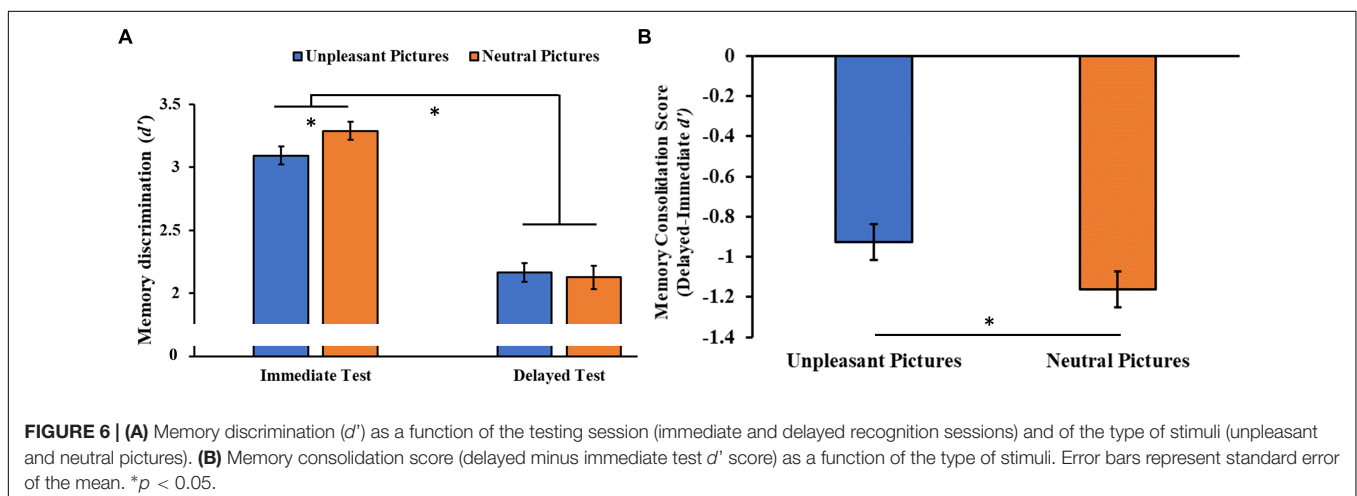 A
Unpleasant Pictures Neutral Pictures
Memory discrimination (d')
3.5
3
2.5
2
0
*
*
Immediate Test Delayed Test
B
Memory Consolidation Score
(Delayed-Immediate d')
0
-0.2
-0.4
-0.6
-0.8
-1
-1.2
-1.4
*
Unpleasant Pictures Neutral Pictures
FIGURE 6 | (A) Memory discrimination (d’) as a function of the testing session (immediate and delayed recognition sessions) and of the type of stimuli (unpleasant
and neutral pictures). (B) Memory consolidation score (delayed minus immediate test d’ score) as a function of the type of stimuli. Error bars represent standard error
of the mean. *p < 0.05.